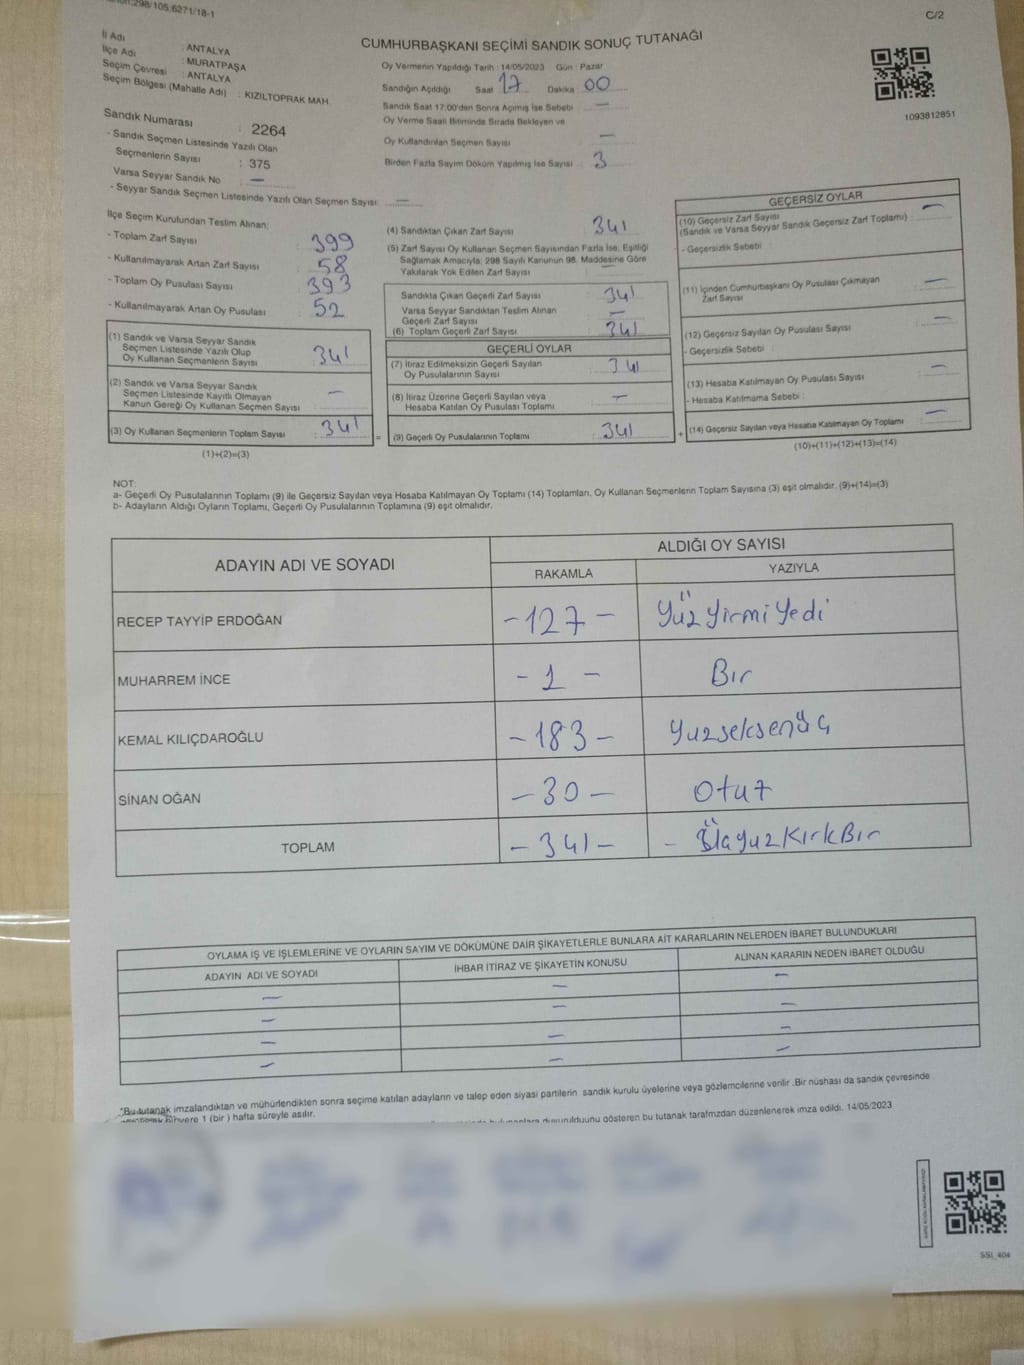 298/105;6271/18-1
C/2
CUMHURBAŞKANI SEÇİMİ SANDIK SONUÇ TUTANAĞI
İl Adı : ANTALYA
İlçe Adı : MURATPAŞA
Seçim Çevresi : ANTALYA
Seçim Bölgesi (Mahalle Adı) : KIZILTOPRAK MAH.
Oy Vermenin Yapıldığı Tarih : 14/05/2023 Gün : Pazar
Sandığın Açıldığı Saat 17 Dakika 00
Sandık Saat 17:00'den Sonra Açılmış İse Sebebi : —
Oy Verme Saati Bitiminde Sırada Bekleyen ve
Oy Kullandırılan Seçmen Sayısı —
Birden Fazla Sayım Döküm Yapılmış İse Sayısı : 3
1093812851
Sandık Numarası : 2264
- Sandık Seçmen Listesinde Yazılı Olan
Seçmenlerin Sayısı : 375
Varsa Seyyar Sandık No —
- Seyyar Sandık Seçmen Listesinde Yazılı Olan Seçmen Sayısı: —
İlçe Seçim Kurulundan Teslim Alınan:
- Toplam Zarf Sayısı 399
- Kullanılmayarak Artan Zarf Sayısı : 58
- Toplam Oy Pusulası Sayısı : 393
- Kullanılmayarak Artan Oy Pusulası : 52
(1) Sandık ve Varsa Seyyar Sandık
Seçmen Listesinde Yazılı Olup
Oy Kullanan Seçmenlerin Sayısı : 341
(2) Sandık ve Varsa Seyyar Sandık
Seçmen Listesinde Kayıtlı Olmayan
Kanun Gereği Oy Kullanan Seçmen Sayısı : —
(3) Oy Kullanan Seçmenlerin Toplam Sayısı : 341
(1)+(2)=(3)
(4) Sandıktan Çıkan Zarf Sayısı : 341
(5) Zarf Sayısı Oy Kullanan Seçmen Sayısından Fazla İse, Eşitliği
Sağlamak Amacıyla; 298 Sayılı Kanunun 98. Maddesine Göre
Yakılarak Yok Edilen Zarf Sayısı : —
Sandıkta Çıkan Geçerli Zarf Sayısı : 341
Varsa Seyyar Sandıktan Teslim Alınan
Geçerli Zarf Sayısı : —
(6) Toplam Geçerli Zarf Sayısı : 341
GEÇERLİ OYLAR
(7) İtiraz Edilmeksizin Geçerli Sayılan
Oy Pusulalarının Sayısı : 341
(8) İtiraz Üzerine Geçerli Sayılan veya
Hesaba Katılan Oy Pusulası Toplamı : —
= (9) Geçerli Oy Pusulalarının Toplamı : 341
GEÇERSİZ OYLAR
(10) Geçersiz Zarf Sayısı
(Sandık ve Varsa Seyyar Sandık Geçersiz Zarf Toplamı) : —
- Geçersizlik Sebebi :
(11) İçinden Cumhurbaşkanı Oy Pusulası Çıkmayan
Zarf Sayısı : —
(12) Geçersiz Sayılan Oy Pusulası Sayısı : —
- Geçersizlik Sebebi :
(13) Hesaba Katılmayan Oy Pusulası Sayısı : —
- Hesaba Katılmama Sebebi :
+ (14) Geçersiz Sayılan veya Hesaba Katılmayan Oy Toplamı : —
(10)+(11)+(12)+(13)=(14)
NOT:
a- Geçerli Oy Pusulalarının Toplamı (9) ile Geçersiz Sayılan veya Hesaba Katılmayan Oy Toplamı (14) Toplamları, Oy Kullanan Seçmenlerin Toplam Sayısına (3) eşit olmalıdır. (9)+(14)=(3)
b- Adayların Aldığı Oyların Toplamı, Geçerli Oy Pusulalarının Toplamına (9) eşit olmalıdır.
ADAYIN ADI VE SOYADI
ALDIĞI OY SAYISI
RAKAMLA YAZIYLA
RECEP TAYYİP ERDOĞAN -127- Yüz Yirmi Yedi
MUHARREM İNCE -1- Bır
KEMAL KILIÇDAROĞLU -183- Yuzseksenüç
SİNAN OĞAN -30- Otuz
TOPLAM -341- - YuzKırkBır
OYLAMA İŞ VE İŞLEMLERİNE VE OYLARIN SAYIM VE DÖKÜMÜNE DAİR ŞİKAYETLERLE BUNLARA AİT KARARLARIN NELERDEN İBARET BULUNDUKLARI
ADAYIN ADI VE SOYADI İHBAR İTİRAZ VE ŞİKAYETİN KONUSU ALINAN KARARIN NEDEN İBARET OLDUĞU
— — —
— — —
— — —
— — —
*Bu tutanak imzalandıktan ve mühürlendikten sonra seçime katılan adayların ve talep eden siyasi partilerin sandık kurulu üyelerine veya gözlemcilerine verilir .Bir nüshası da sandık çevresinde
yere 1 (bir ) hafta süreyle asılır.
gösteren bu tutanak tarafımızdan düzenlenerek imza edildi. 14/05/2023
SSI_404